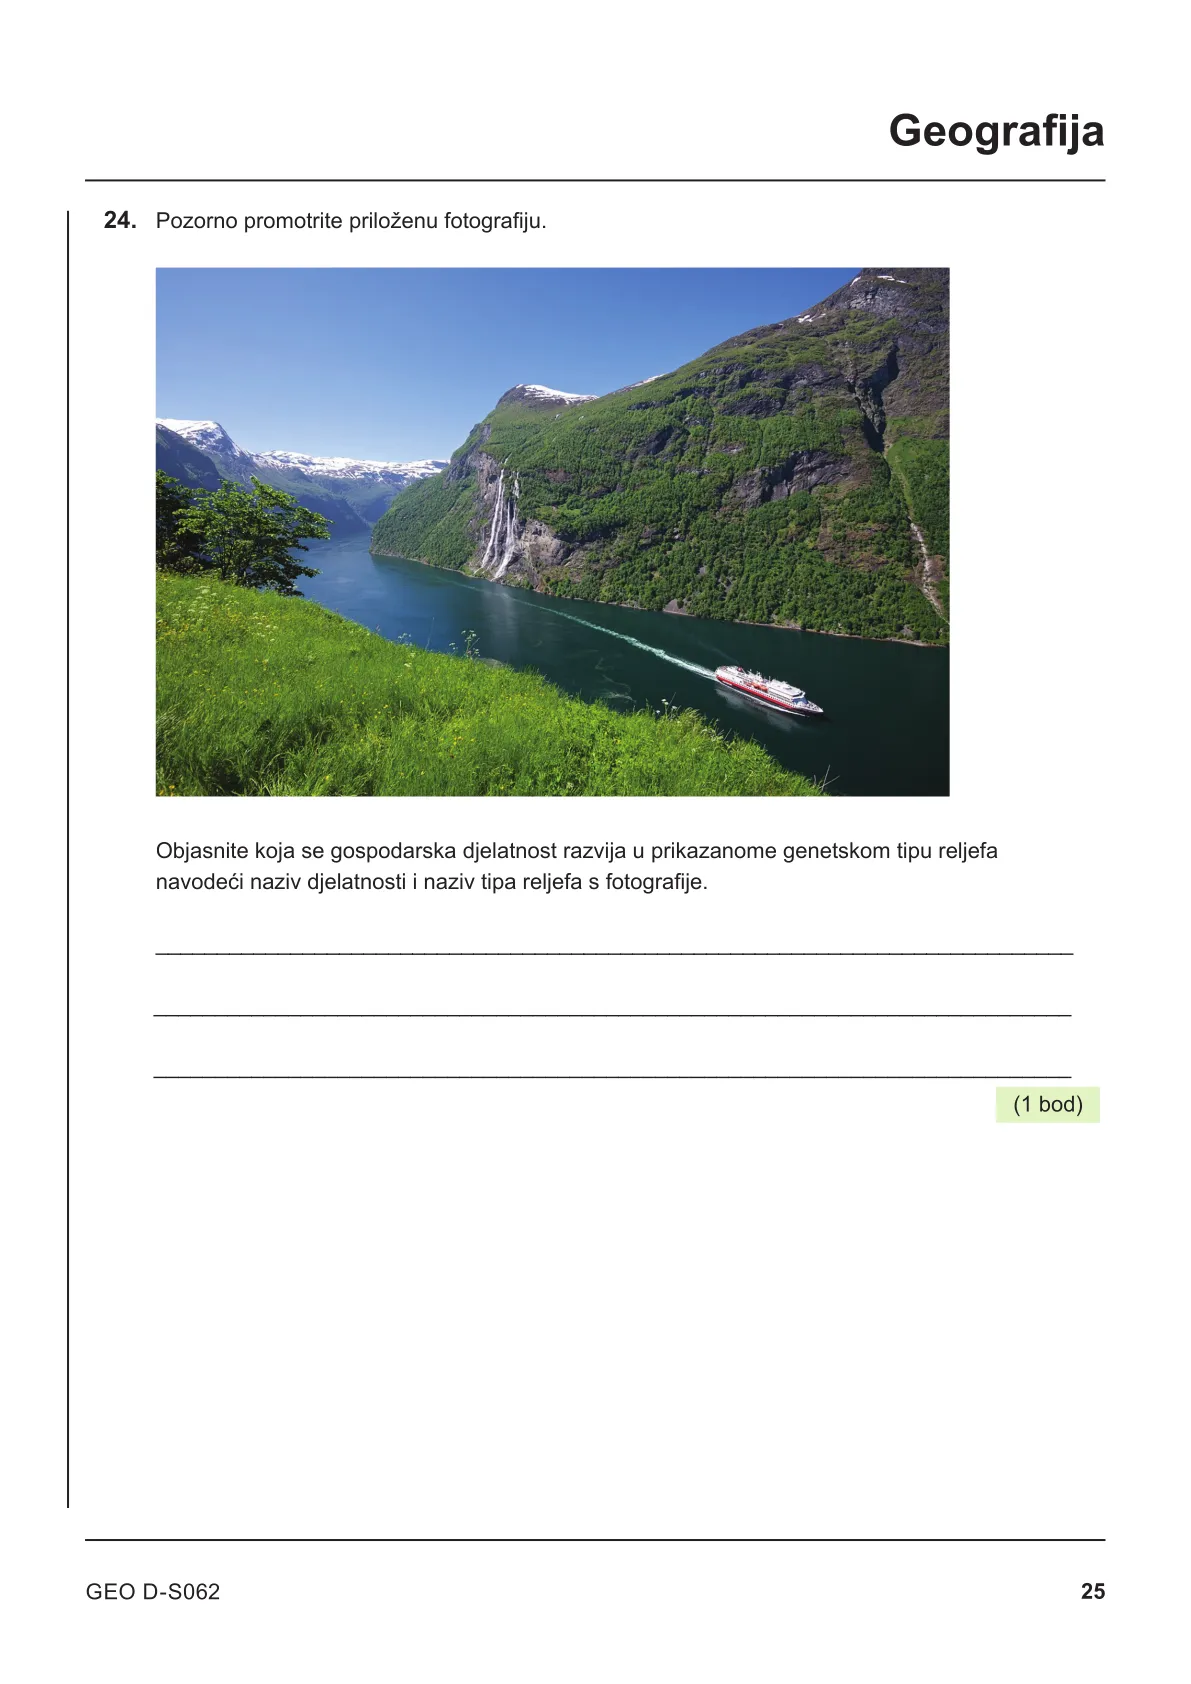 Geografija
24. Pozorno promotrite priloženu fotografiju.
Objasnite koja se gospodarska djelatnost razvija u prikazanome genetskom tipu reljefa
navodeći naziv djelatnosti i naziv tipa reljefa s fotografije.
(1 bod)
GEO D-S062
25